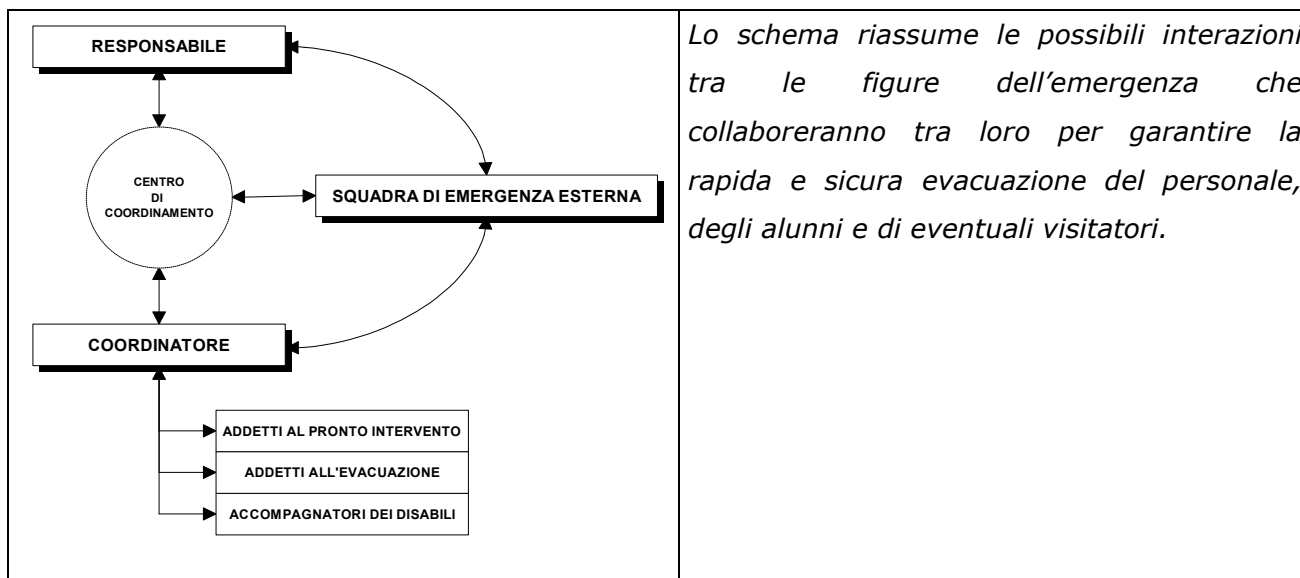 RESPONSABILE
CENTRO
DI
COORDINAMENTO
SQUADRA DI EMERGENZA ESTERNA
COORDINATORE
ADDETTI AL PRONTO INTERVENTO
ADDETTI ALL'EVACUAZIONE
ACCOMPAGNATORI DEI DISABILI
Lo schema riassume le possibili interazioni
tra le figure dell’emergenza che
collaboreranno tra loro per garantire la
rapida e sicura evacuazione del personale,
degli alunni e di eventuali visitatori.